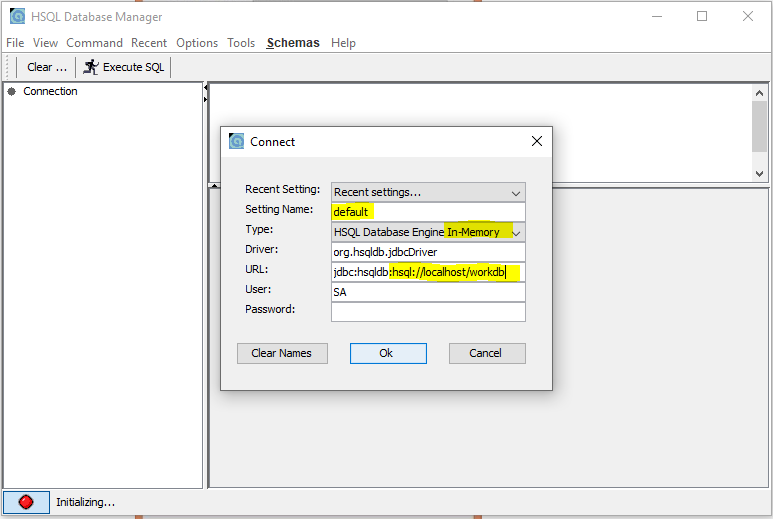 HSQL Database Manager
File View Command Recent Options Tools Schemas Help
Clear ... Execute SQL
Connection
Connect
Recent Setting: Recent settings...
Setting Name: default
Type: HSQL Database Engine In-Memory
Driver: org.hsqldb.jdbcDriver
URL: jdbc:hsqldb:hsql://localhost/workdb
User: SA
Password:
Clear Names Ok Cancel
Initializing...